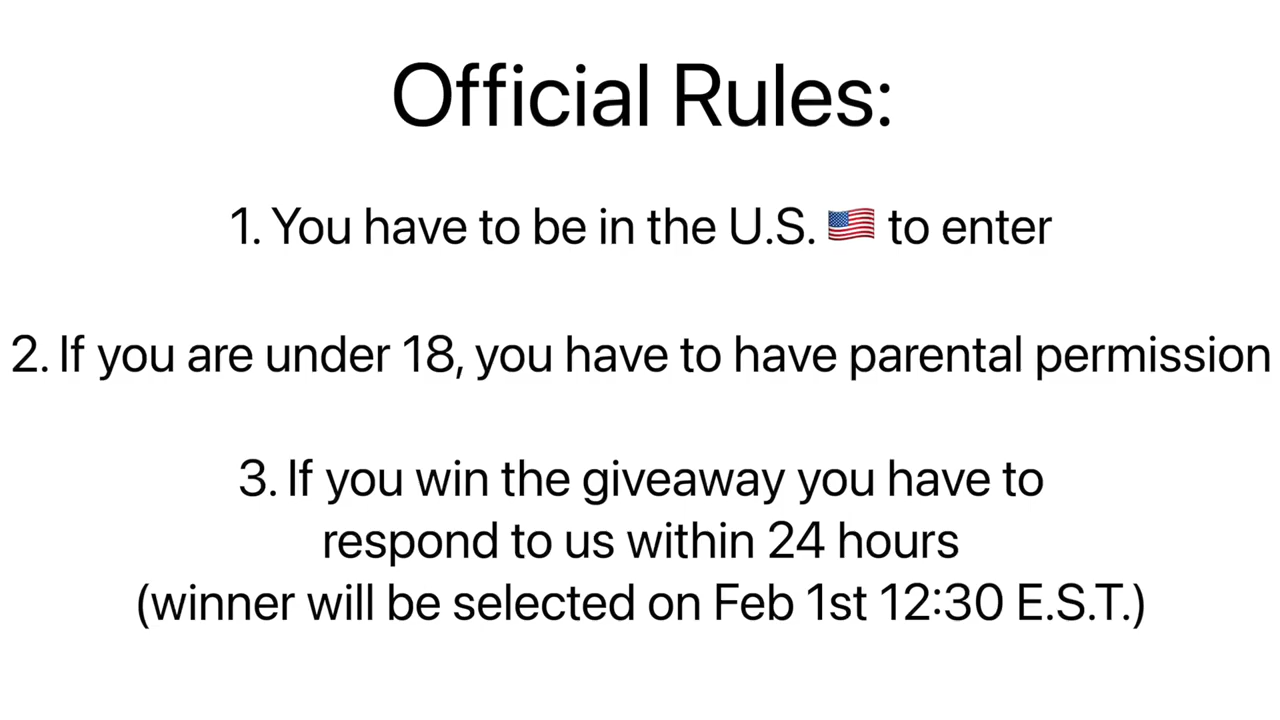 Official Rules:
1. You have to be in the U.S. 🇺🇸 to enter
2. If you are under 18, you have to have parental permission
3. If you win the giveaway you have to
respond to us within 24 hours
(winner will be selected on Feb 1st 12:30 E.S.T.)